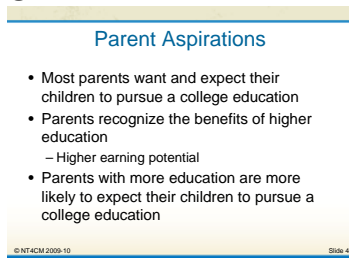 Parent Aspirations
• Most parents want and expect their
children to pursue a college education
• Parents recognize the benefits of higher
education
– Higher earning potential
• Parents with more education are more
likely to expect their children to pursue a
college education
© NT4CM 2009-10
Slide 4